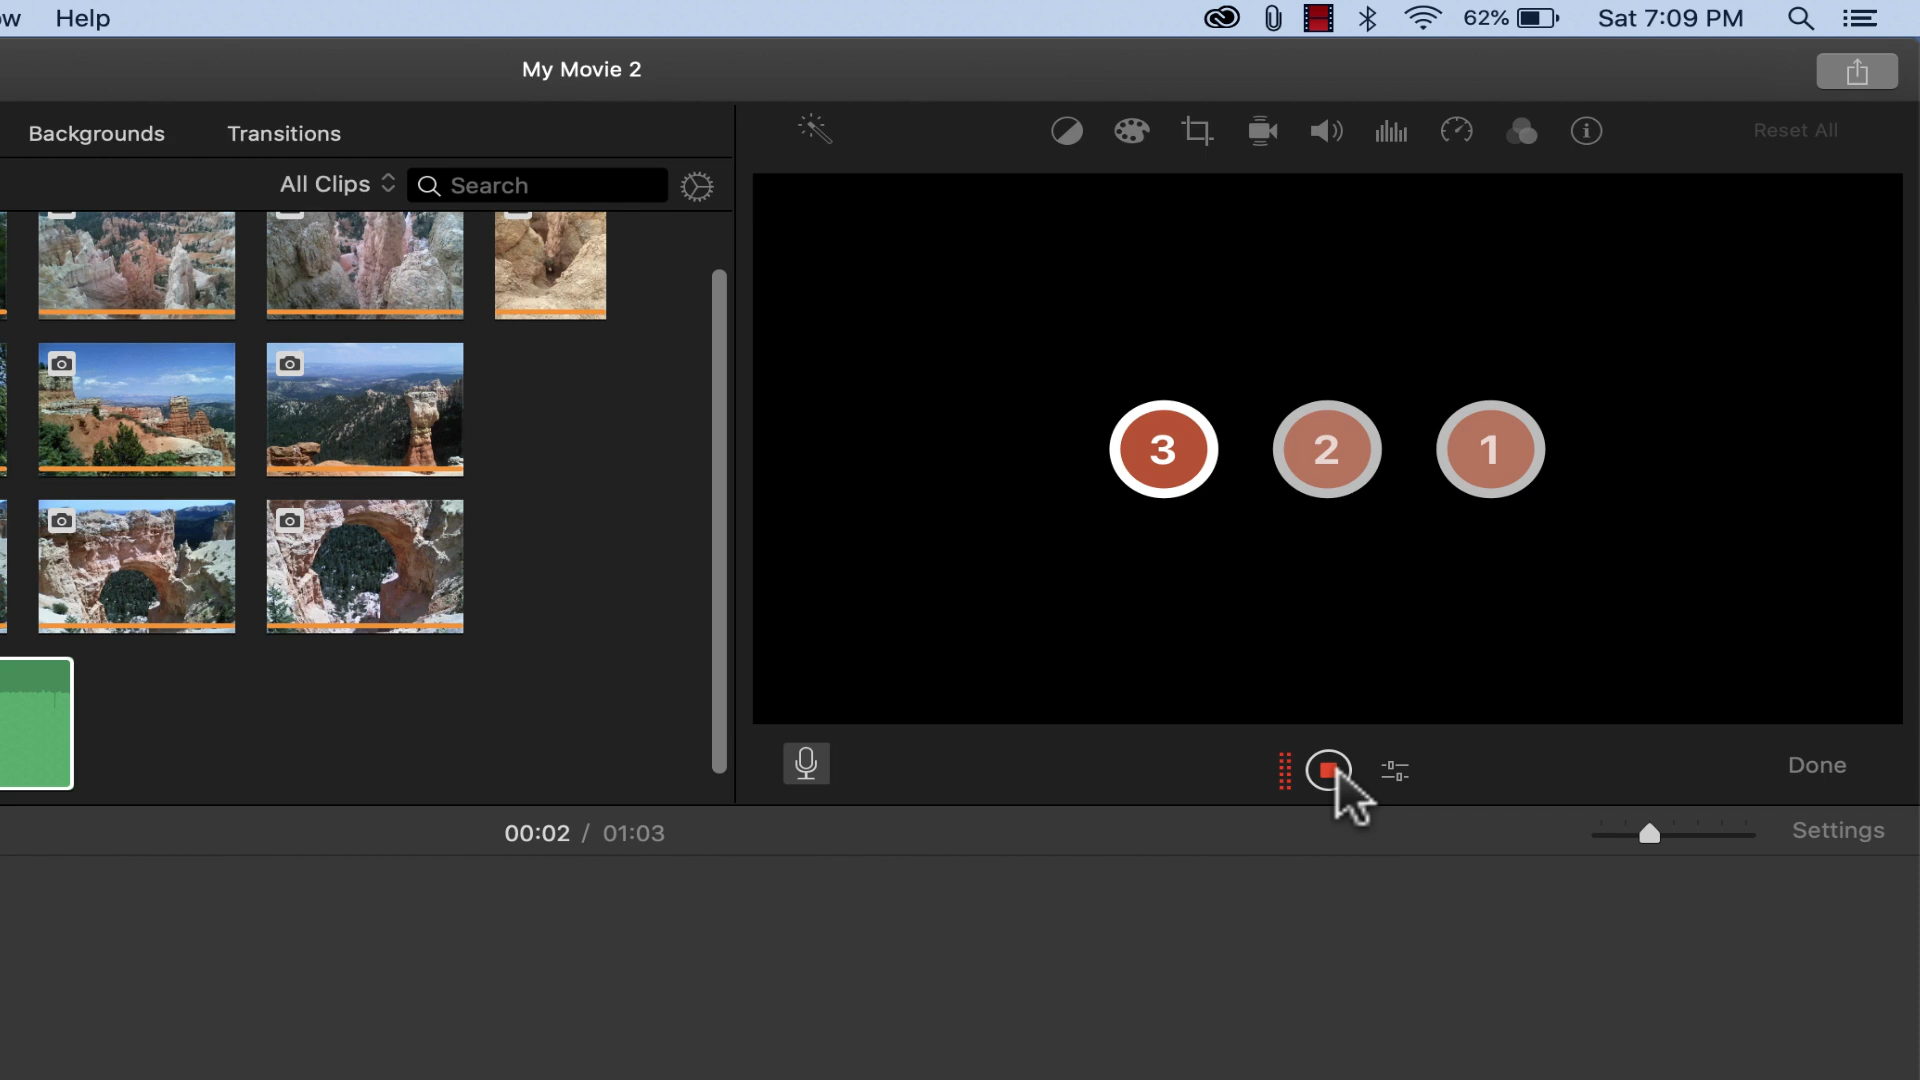 Help
62%
Sat 7:09 PM
My Movie 2
Backgrounds
Transitions
Reset All
All Clips
Search
3
2
1
Done
00:02 / 01:03
Settings